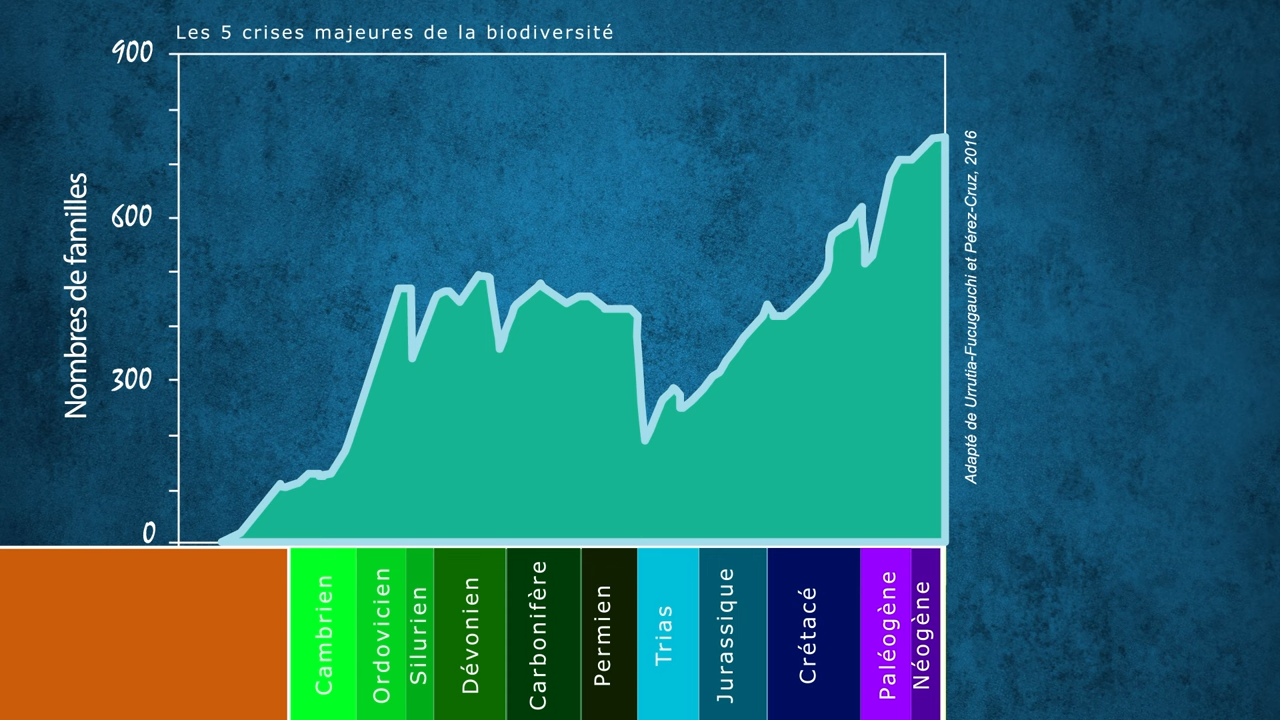 Les 5 crises majeures de la biodiversité
900
600
300
0
Nombres de familles
Adapté de Urrutia-Fucugauchi et Pérez-Cruz, 2016
Cambrien
Ordovicien
Silurien
Dévonien
Carbonifère
Permien
Trias
Jurassique
Crétacé
Paléogène
Néogène